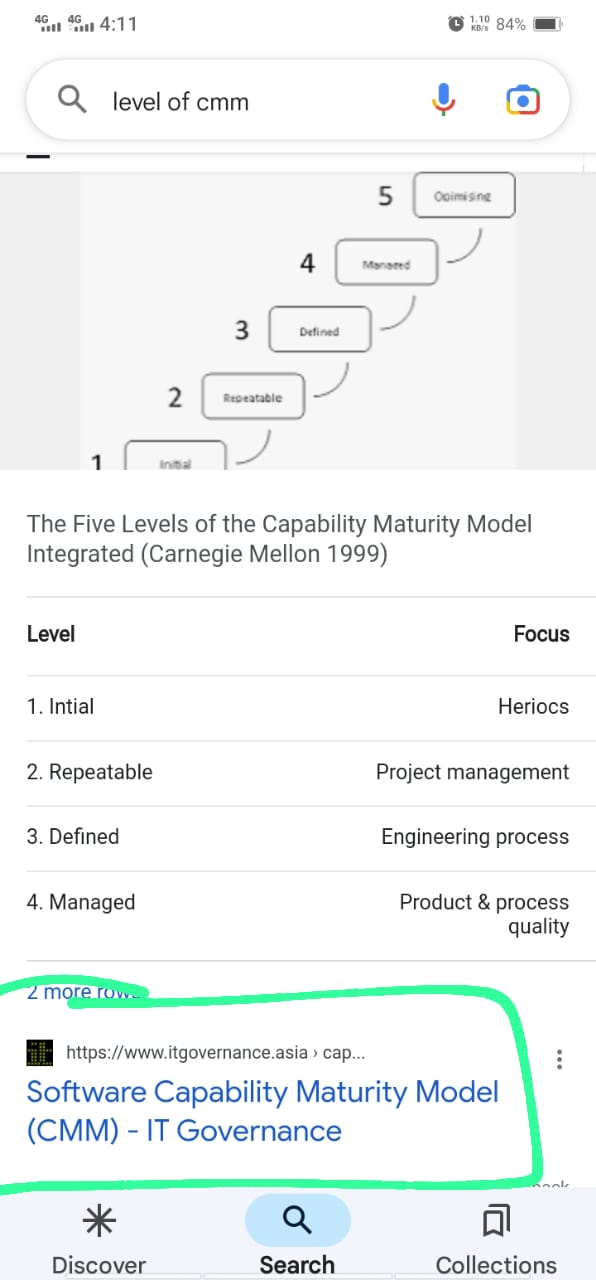 4G 4G 4:11 1.10 KB/s 84%
level of cmm
5 Opimising
4 Managed
3 Defined
2 Repeatable
1 Initial
The Five Levels of the Capability Maturity Model
Integrated (Carnegie Mellon 1999)
Level Focus
1. Intial Heriocs
2. Repeatable Project management
3. Defined Engineering process
4. Managed Product & process
quality
2 more rows
https://www.itgovernance.asia › cap...
Software Capability Maturity Model
(CMM) - IT Governance
Discover Search Collections